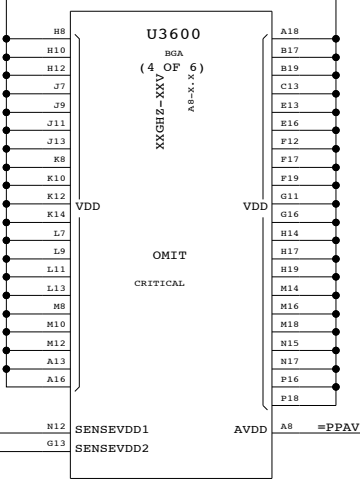 U3600
BGA
(4 OF 6)
XXGHZ-XXV
A8-X.X
H8
H10
H12
J7
J9
J11
J13
K8
K10
K12
K14
L7
L9
L11
L13
M8
M10
M12
A13
A16
VDD
N12 SENSEVDD1
G13 SENSEVDD2
OMIT
CRITICAL
VDD
A18
B17
B19
C13
E13
E16
F12
F17
F19
G11
G16
H14
H17
H19
M14
M16
M18
N15
N17
P16
P18
AVDD A8 =PPAV